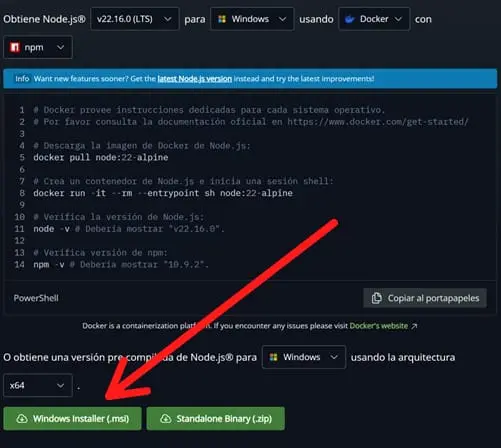 Obtiene Node.js® v22.16.0 (LTS) para Windows usando Docker con
npm
Info Want new features sooner? Get the latest Node.js version instead and try the latest improvements!
1 # Docker provee instrucciones dedicadas para cada sistema operativo.
2 # Por favor consulta la documentación oficial en https://www.docker.com/get-started/
3
4 # Descarga la imagen de Docker de Node.js:
5 docker pull node:22-alpine
6
7 # Crea un contenedor de Node.js e inicia una sesión shell:
8 docker run -it --rm --entrypoint sh node:22-alpine
9
10 # Verifica la versión de Node.js:
11 node -v # Debería mostrar "v22.16.0".
12
13 # Verifica versión de npm:
14 npm -v # Debería mostrar "10.9.2".
PowerShell Copiar al portapapeles
Docker is a containerization platform. If you encounter any issues please visit Docker's website
O obtiene una versión pre compilada de Node.js® para Windows usando la arquitectura
x64 .
Windows Installer (.msi) Standalone Binary (.zip)